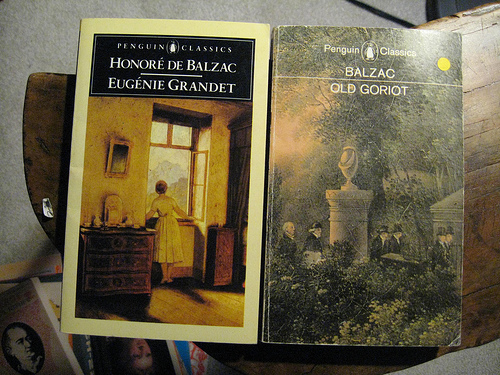 PENGUIN CLASSICS
HONORÉ DE BALZAC
EUGÉNIE GRANDET
Penguin Classics
BALZAC
OLD GORIOT